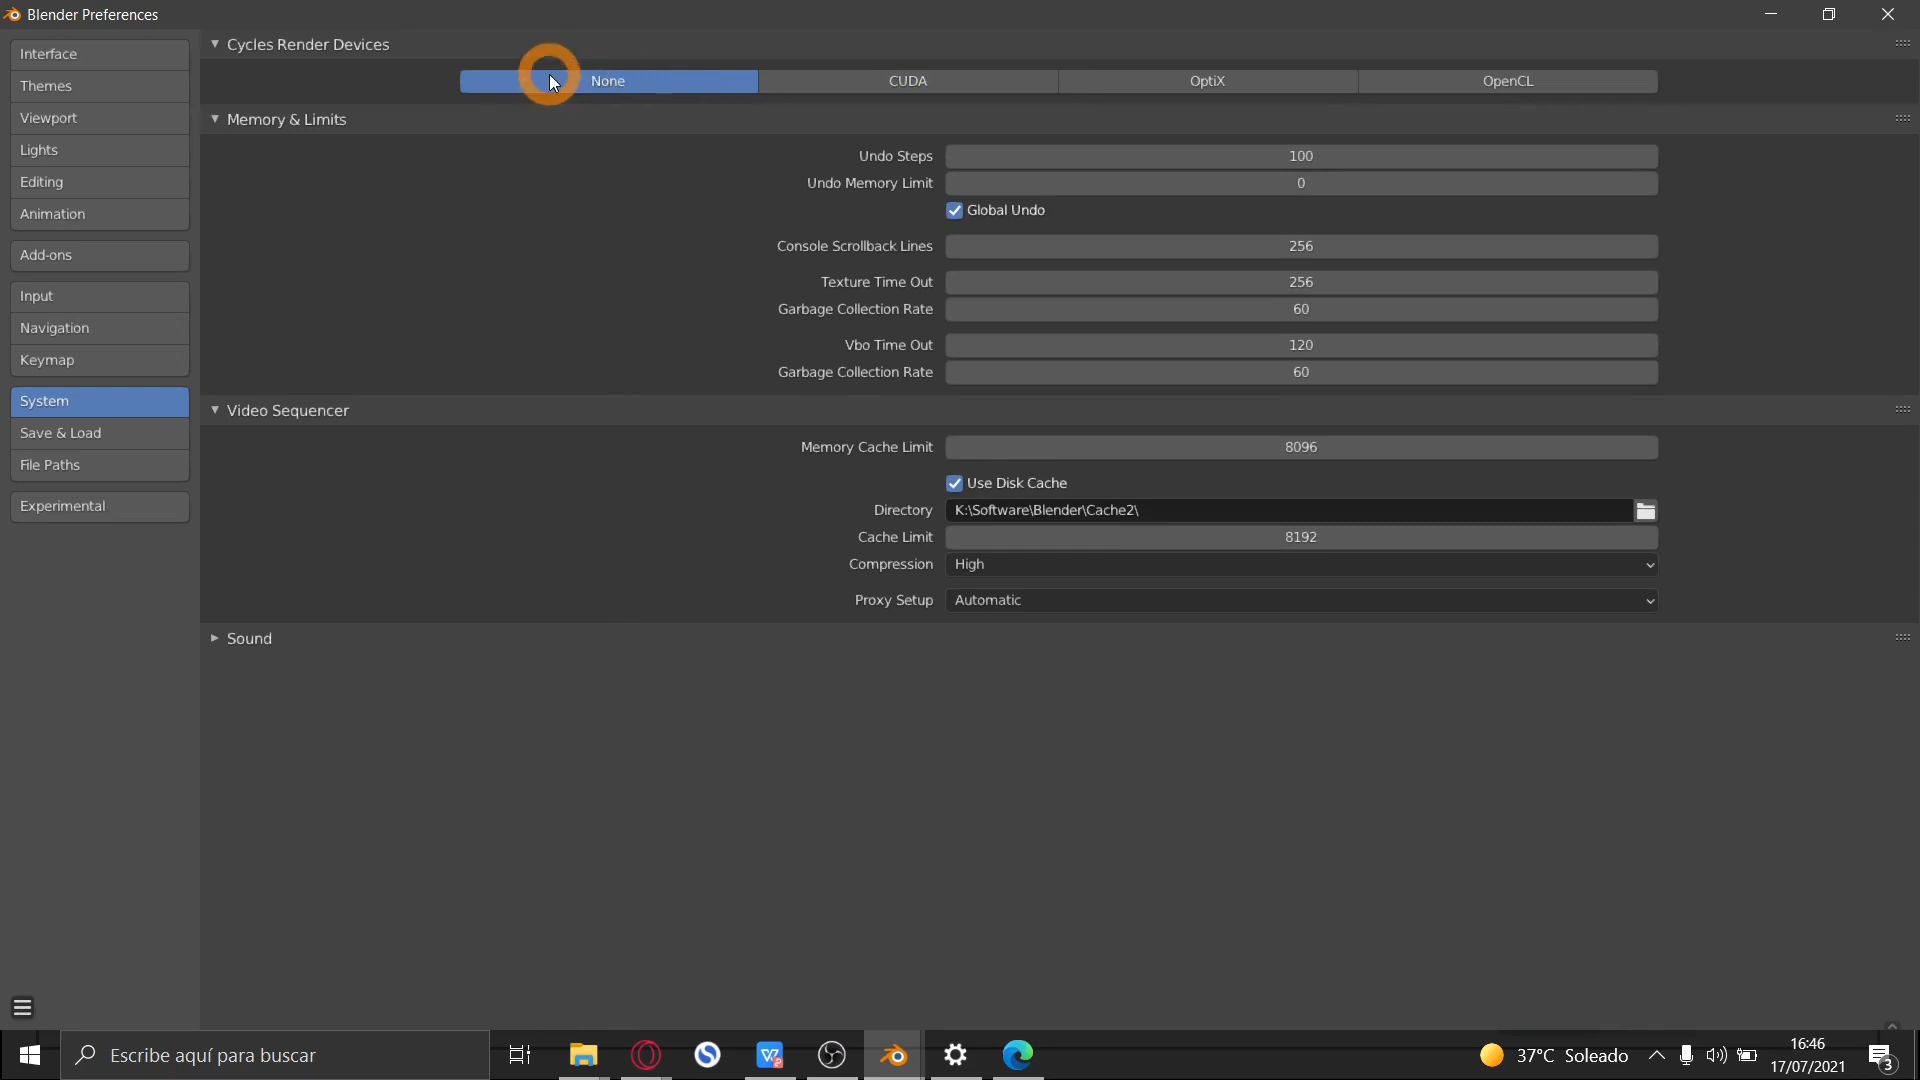 Blender Preferences
Interface
Themes
Viewport
Lights
Editing
Animation
Add-ons
Input
Navigation
Keymap
System
Save & Load
File Paths
Experimental
Cycles Render Devices
None CUDA OptiX OpenCL
Memory & Limits
Undo Steps 100
Undo Memory Limit 0
Global Undo
Console Scrollback Lines 256
Texture Time Out 256
Garbage Collection Rate 60
Vbo Time Out 120
Garbage Collection Rate 60
Video Sequencer
Memory Cache Limit 8096
Use Disk Cache
Directory K:\Software\Blender\Cache2\
Cache Limit 8192
Compression High
Proxy Setup Automatic
Sound
Escribe aquí para buscar
37°C Soleado
16:46
17/07/2021
3